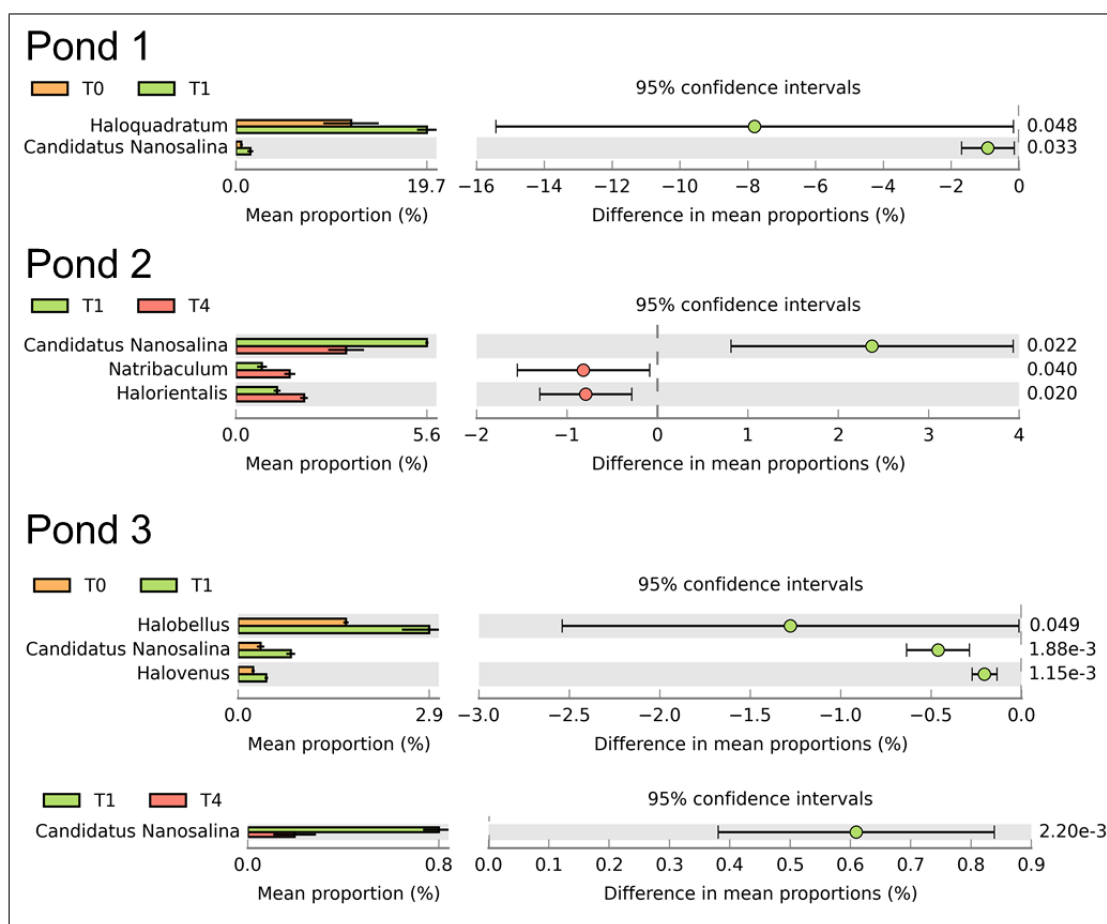 Pond 1
T0 T1
95% confidence intervals
Haloquadratum 0.048
Candidatus Nanosalina 0.033
0.0 19.7 −16 −14 −12 −10 −8 −6 −4 −2 0
Mean proportion (%) Difference in mean proportions (%)
Pond 2
T1 T4
95% confidence intervals
Candidatus Nanosalina 0.022
Natribaculum 0.040
Halorientalis 0.020
0.0 5.6 −2 −1 0 1 2 3 4
Mean proportion (%) Difference in mean proportions (%)
Pond 3
T0 T1
95% confidence intervals
Halobellus 0.049
Candidatus Nanosalina 1.88e-3
Halovenus 1.15e-3
0.0 2.9 −3.0 −2.5 −2.0 −1.5 −1.0 −0.5 0.0
Mean proportion (%) Difference in mean proportions (%)
T1 T4
95% confidence intervals
Candidatus Nanosalina 2.20e-3
0.0 0.8 0.0 0.1 0.2 0.3 0.4 0.5 0.6 0.7 0.8 0.9
Mean proportion (%) Difference in mean proportions (%)